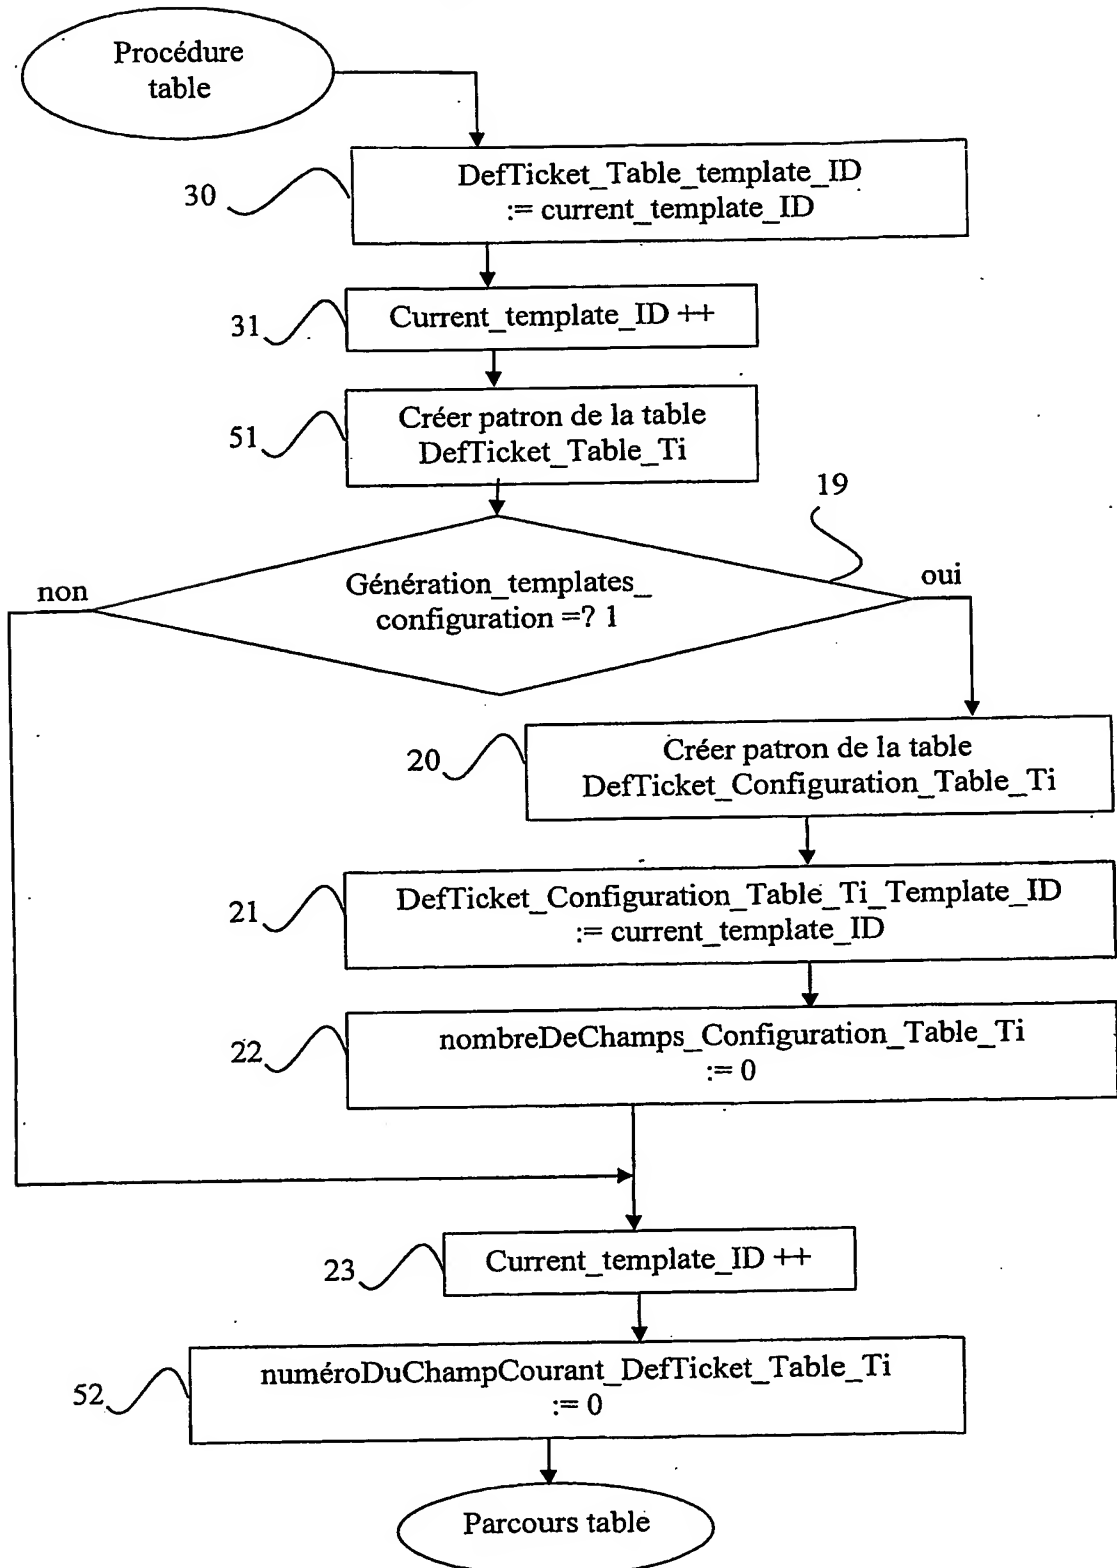 Procédure
table
30
DefTicket_Table_template_ID
:= current_template_ID
31
Current_template_ID ++
51
Créer patron de la table
DefTicket_Table_Ti
19
non
Génération_templates_
configuration =? 1
oui
20
Créer patron de la table
DefTicket_Configuration_Table_Ti
21
DefTicket_Configuration_Table_Ti_Template_ID
:= current_template_ID
22
nombreDeChamps_Configuration_Table_Ti
:= 0
23
Current_template_ID ++
52
numéroDuChampCourant_DefTicket_Table_Ti
:= 0
Parcours table